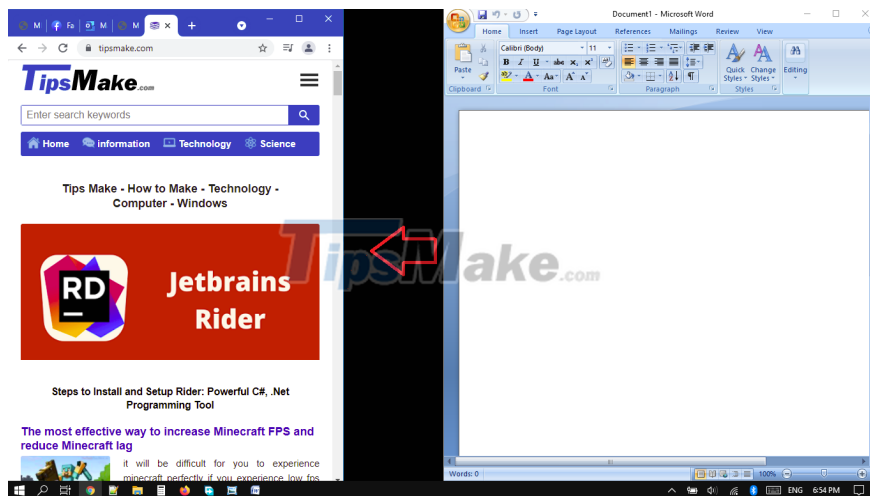 M Fa M M
tipsmake.com
TipsMake.com
Enter search keywords
Home information Technology Science
Tips Make - How to Make - Technology -
Computer - Windows
RD
Jetbrains
Rider
Steps to Install and Setup Rider: Powerful C#, .Net
Programming Tool
The most effective way to increase Minecraft FPS and
reduce Minecraft lag
it will be difficult for you to experience
minecraft perfectly if you experience low fps
Document1 - Microsoft Word
Home Insert Page Layout References Mailings Review View
Calibri (Body) 11
B I U abc x, x²
Aa A A
Paste
Quick Styles
Change Styles
Editing
Clipboard Font Paragraph Styles
TipsMake.com
Words: 0 100%
ENG 6:54 PM